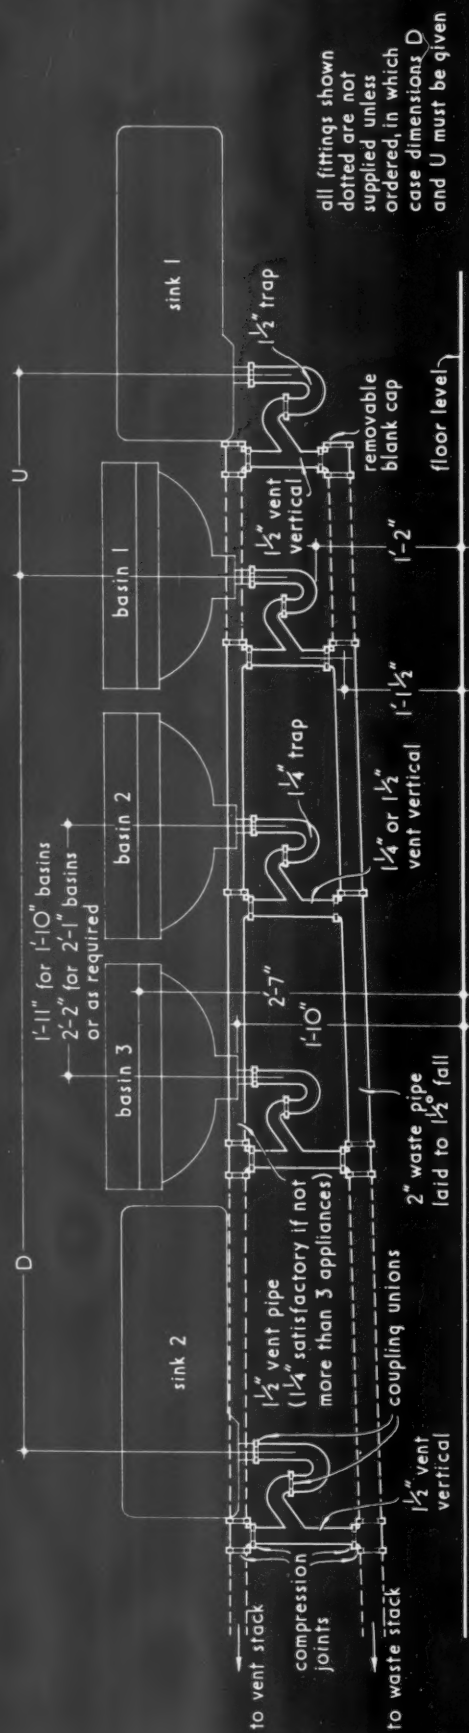 D
U
1'-11" for 1'-10" basins
2'-2" for 2'-1" basins
or as required
sink 2
basin 3
basin 2
basin 1
sink 1
to vent stack
compression
joints
to waste stack
1½" vent
vertical
coupling unions
1½" vent pipe
(1¼" satisfactory if not
more than 3 appliances)
2" waste pipe
laid to 1½° fall
2'-7"
1'-10"
1¼" trap
1¼" or 1½"
vent vertical
1'-1½"
1'-2"
1½" vent
vertical
1½" trap
removable
blank cap
floor level
all fittings shown
dotted are not
supplied unless
ordered, in which
case dimensions D
and U must be given